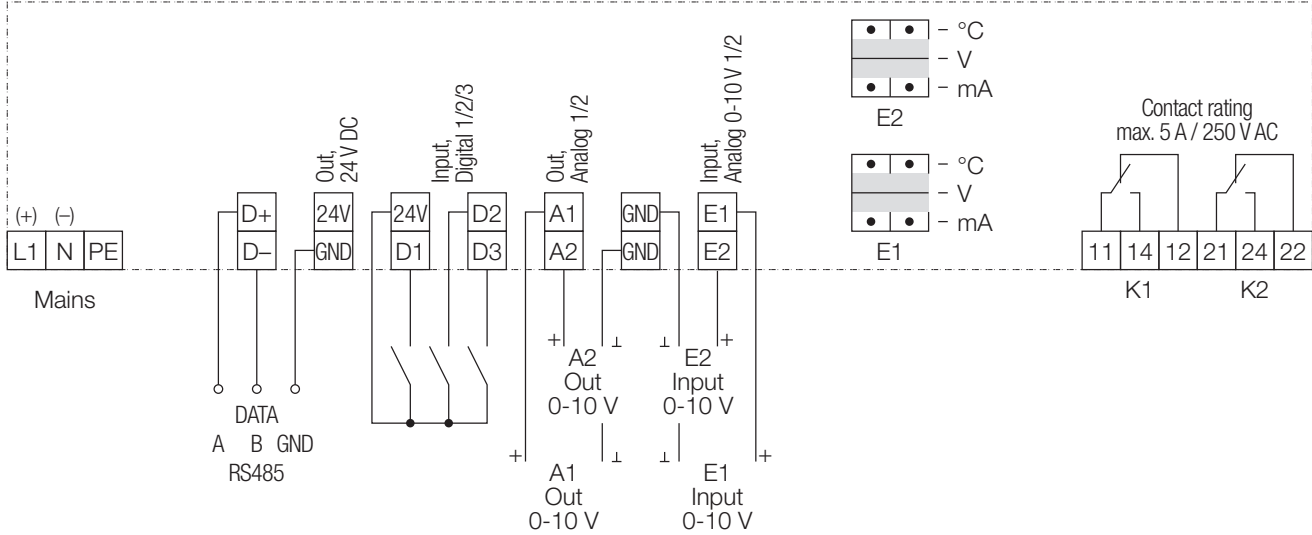 – °C
– V
– mA
E2
– °C
– V
– mA
E1
Contact rating
max. 5 A / 250 V AC
Out,
24 V DC
Input,
Digital 1/2/3
Out,
Analog 1/2
Input,
Analog 0-10 V 1/2
(+) (–)
L1 N PE
Mains
D+
D–
24V
GND
24V
D1
D2
D3
A1
A2
GND
GND
E1
E2
11 14 12 21 24 22
K1 K2
DATA
A B GND
RS485
+ ⊥
A2
Out
0-10 V
⊥ +
E2
Input
0-10 V
+ ⊥
A1
Out
0-10 V
⊥ +
E1
Input
0-10 V